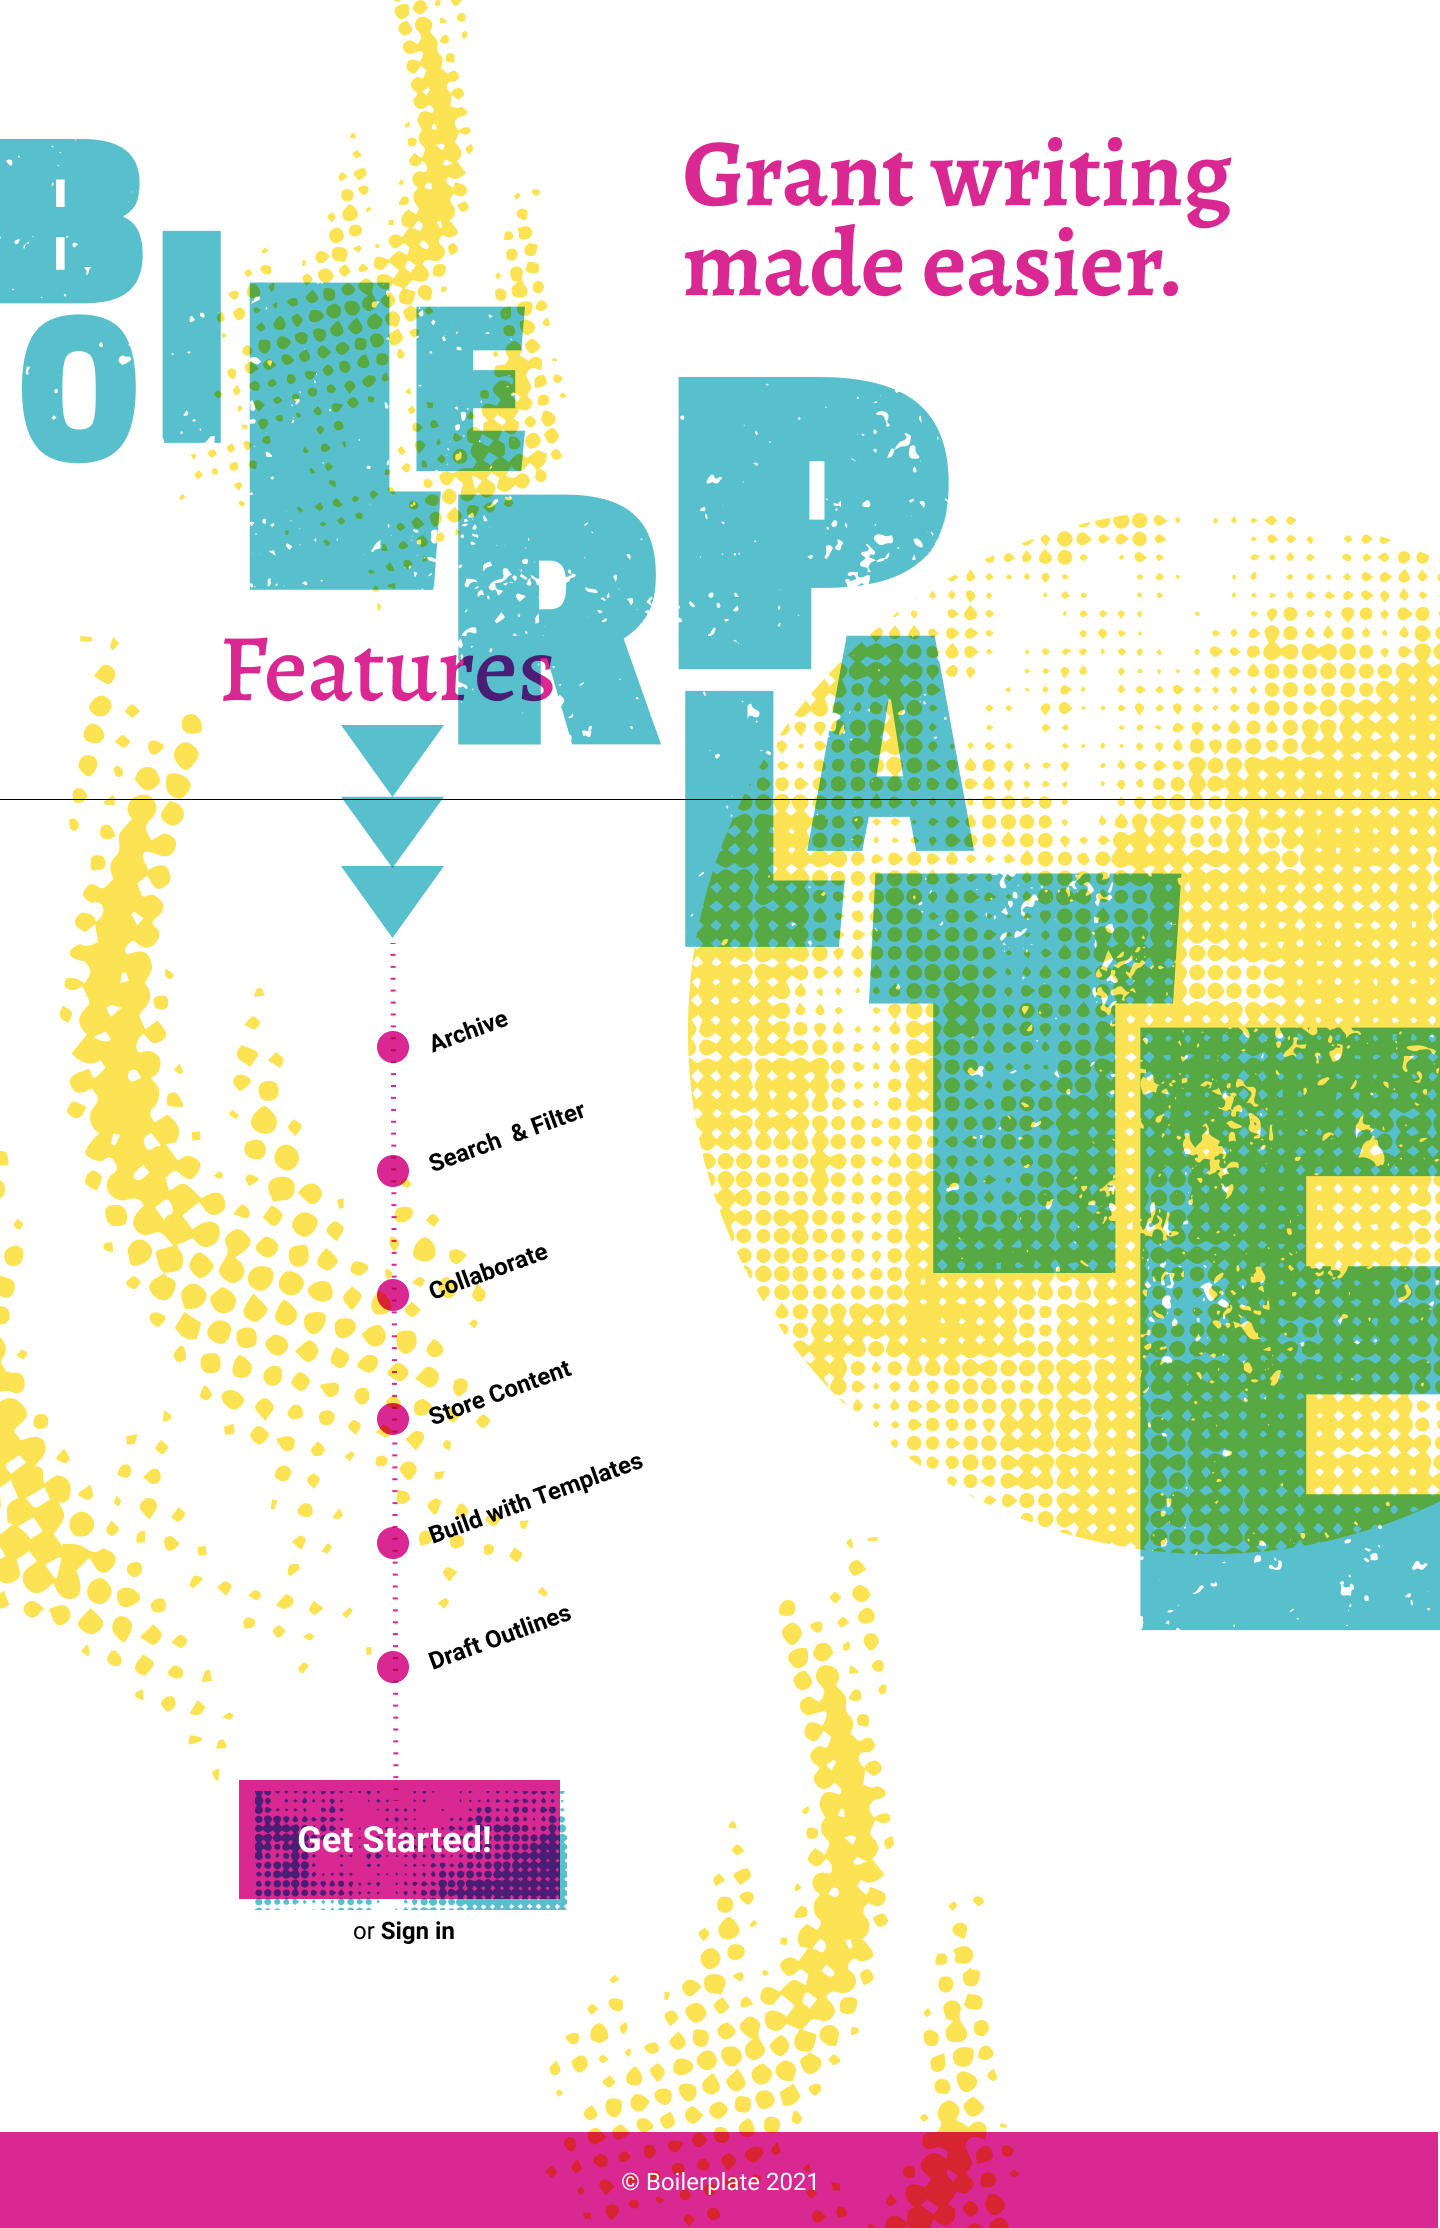 BOILERPLATE
Grant writing
made easier.
Features
Archive
Search & Filter
Collaborate
Store Content
Build with Templates
Draft Outlines
Get Started!
or Sign in
© Boilerplate 2021